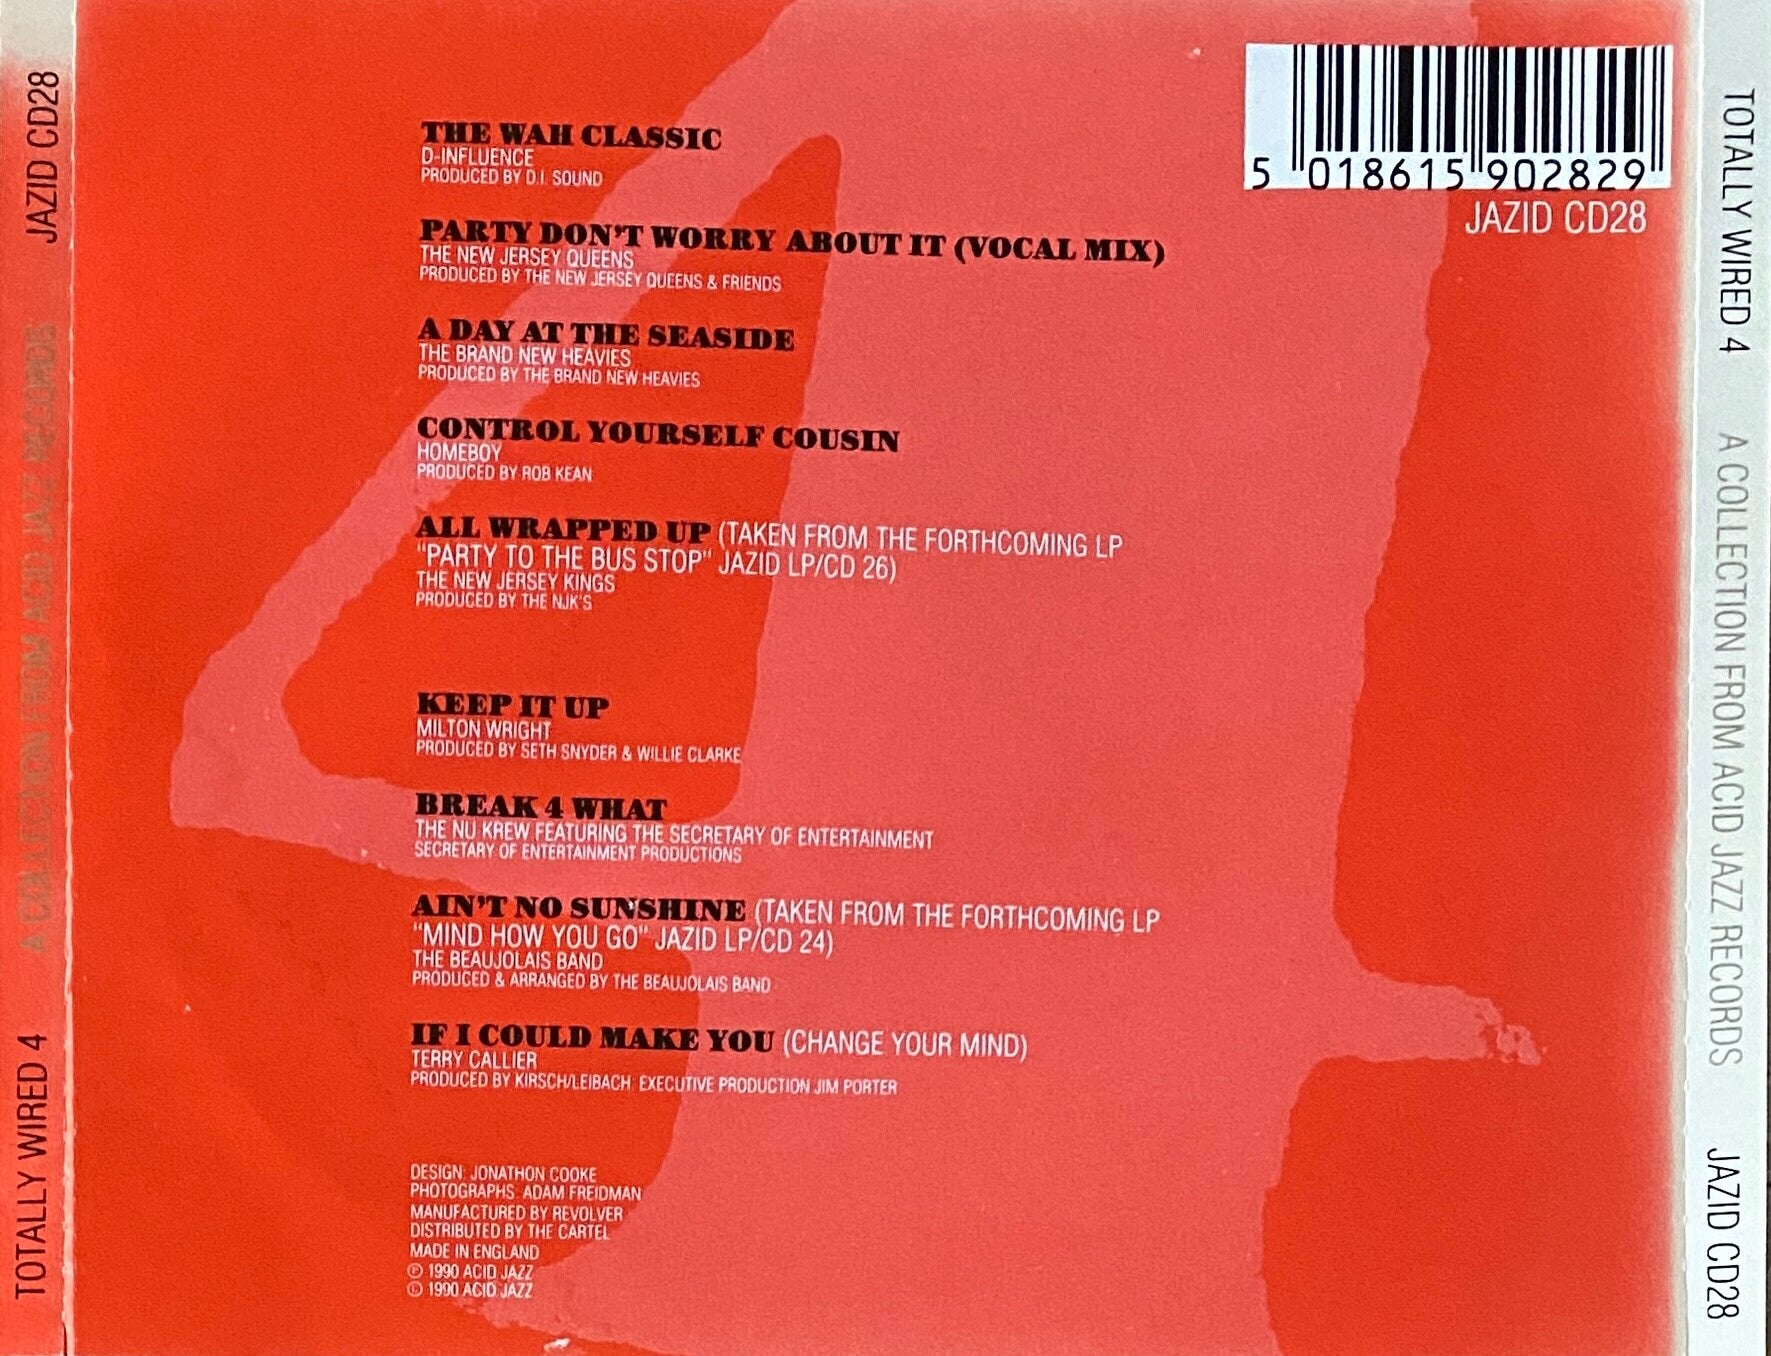 JAZID CD28
A COLLECTION FROM ACID JAZZ RECORDS
TOTALLY WIRED 4
THE WAH CLASSIC
D-INFLUENCE
PRODUCED BY D.I. SOUND
PARTY DON'T WORRY ABOUT IT (VOCAL MIX)
THE NEW JERSEY QUEENS
PRODUCED BY THE NEW JERSEY QUEENS & FRIENDS
A DAY AT THE SEASIDE
THE BRAND NEW HEAVIES
PRODUCED BY THE BRAND NEW HEAVIES
CONTROL YOURSELF COUSIN
HOMEBOY
PRODUCED BY ROB KEAN
ALL WRAPPED UP (TAKEN FROM THE FORTHCOMING LP
"PARTY TO THE BUS STOP" JAZID LP/CD 26)
THE NEW JERSEY KINGS
PRODUCED BY THE NJK'S
KEEP IT UP
MILTON WRIGHT
PRODUCED BY SETH SNYDER & WILLIE CLARKE
BREAK 4 WHAT
THE NU KREW FEATURING THE SECRETARY OF ENTERTAINMENT
SECRETARY OF ENTERTAINMENT PRODUCTIONS
AIN'T NO SUNSHINE (TAKEN FROM THE FORTHCOMING LP
"MIND HOW YOU GO" JAZID LP/CD 24)
THE BEAUJOLAIS BAND
PRODUCED & ARRANGED BY THE BEAUJOLAIS BAND
IF I COULD MAKE YOU (CHANGE YOUR MIND)
TERRY CALLIER
PRODUCED BY KIRSCH/LEIBACH. EXECUTIVE PRODUCTION JIM PORTER
DESIGN: JONATHON COOKE
PHOTOGRAPHS: ADAM FREIDMAN
MANUFACTURED BY REVOLVER
DISTRIBUTED BY THE CARTEL
MADE IN ENGLAND
℗ 1990 ACID JAZZ
© 1990 ACID JAZZ
5 018615 902829
JAZID CD28
TOTALLY WIRED 4
A COLLECTION FROM ACID JAZZ RECORDS
JAZID CD28